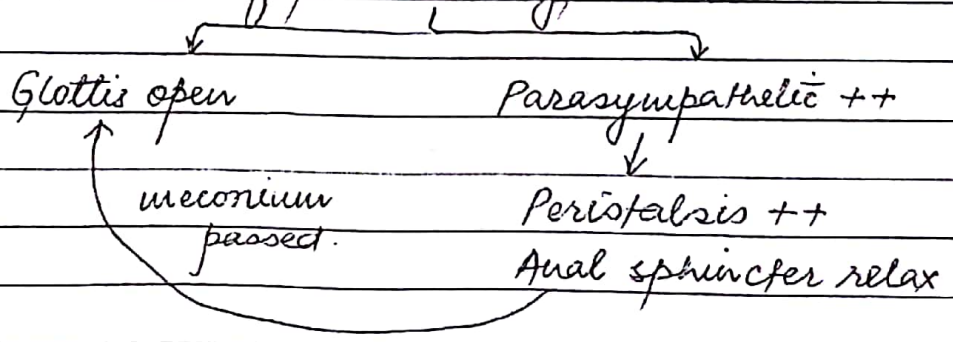 Glottis open Parasympathetic ++
meconium Peristalsis ++
passed.
Anal sphincter relax